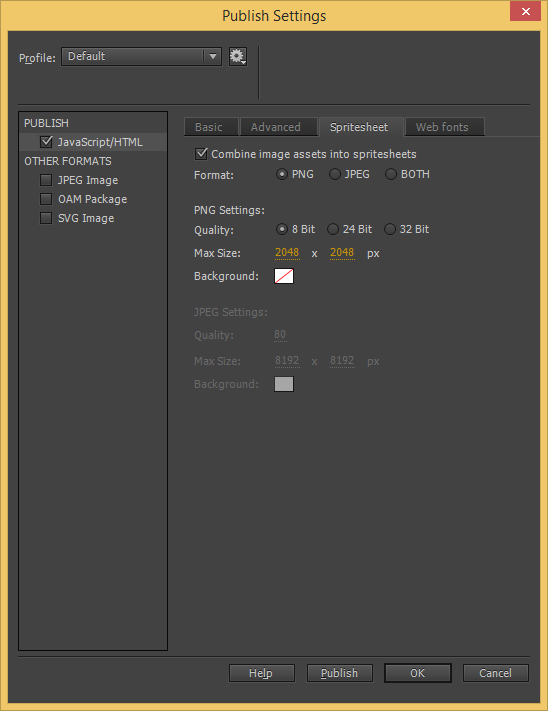 Publish Settings
Profile: Default
PUBLISH
JavaScript/HTML
OTHER FORMATS
JPEG Image
OAM Package
SVG Image
Basic Advanced Spritesheet Web fonts
Combine image assets into spritesheets
Format: PNG JPEG BOTH
PNG Settings:
Quality: 8 Bit 24 Bit 32 Bit
Max Size: 2048 x 2048 px
Background:
JPEG Settings:
Quality: 80
Max Size: 8192 x 8192 px
Background:
Help Publish OK Cancel